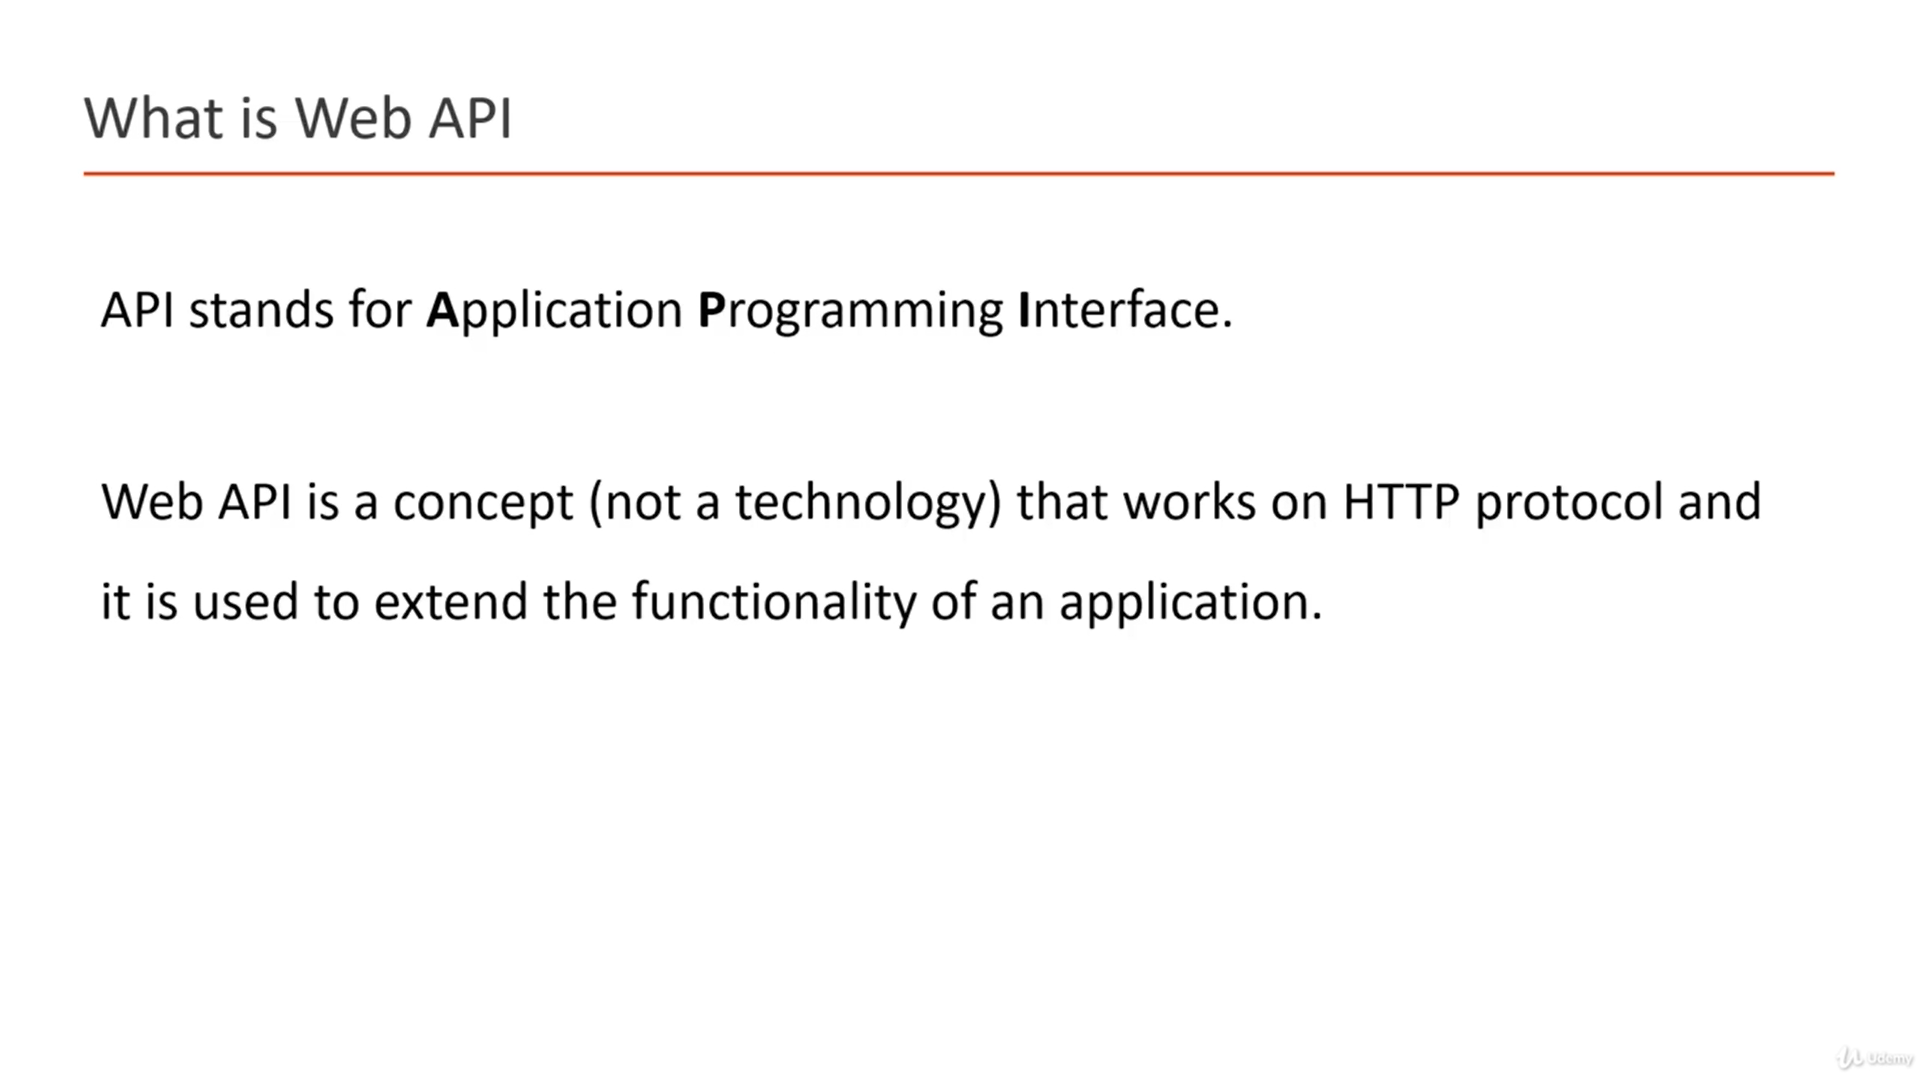 What is Web API
API stands for Application Programming Interface.
Web API is a concept (not a technology) that works on HTTP protocol and
it is used to extend the functionality of an application.
Udemy